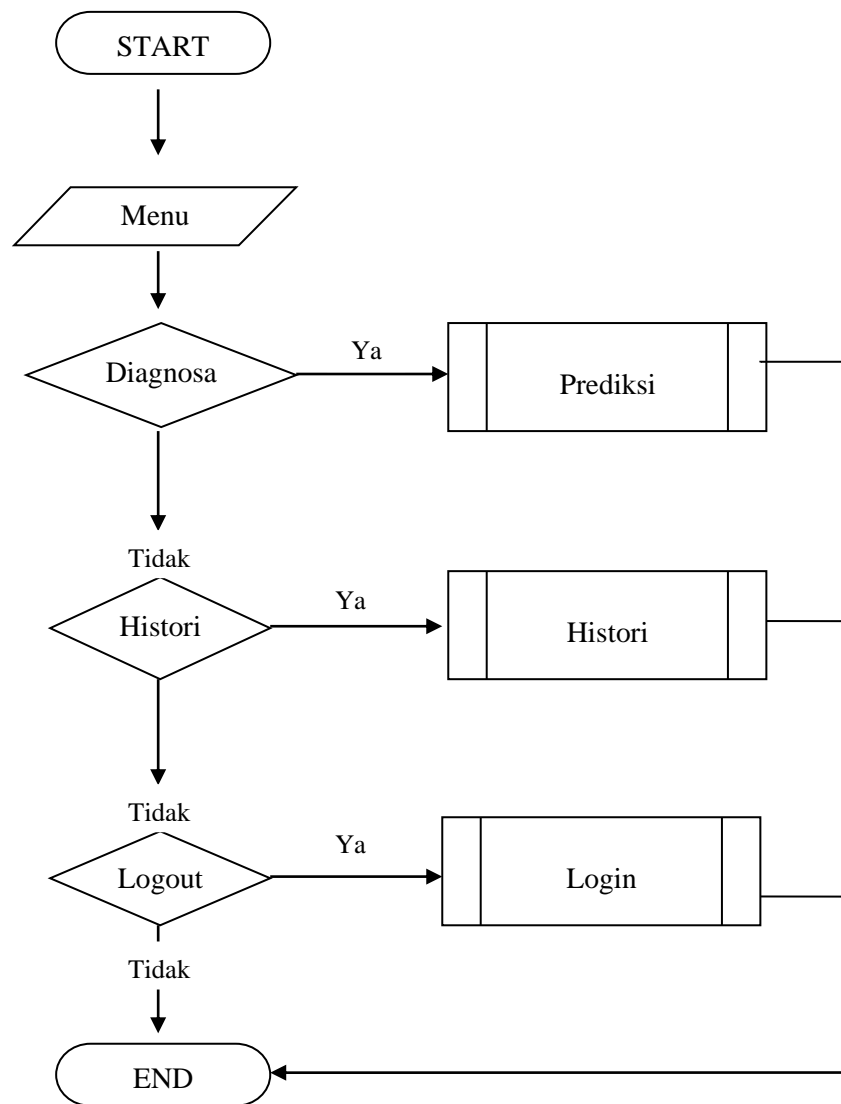 START
Menu
Diagnosa
Ya
Prediksi
Tidak
Histori
Ya
Histori
Tidak
Logout
Ya
Login
Tidak
END